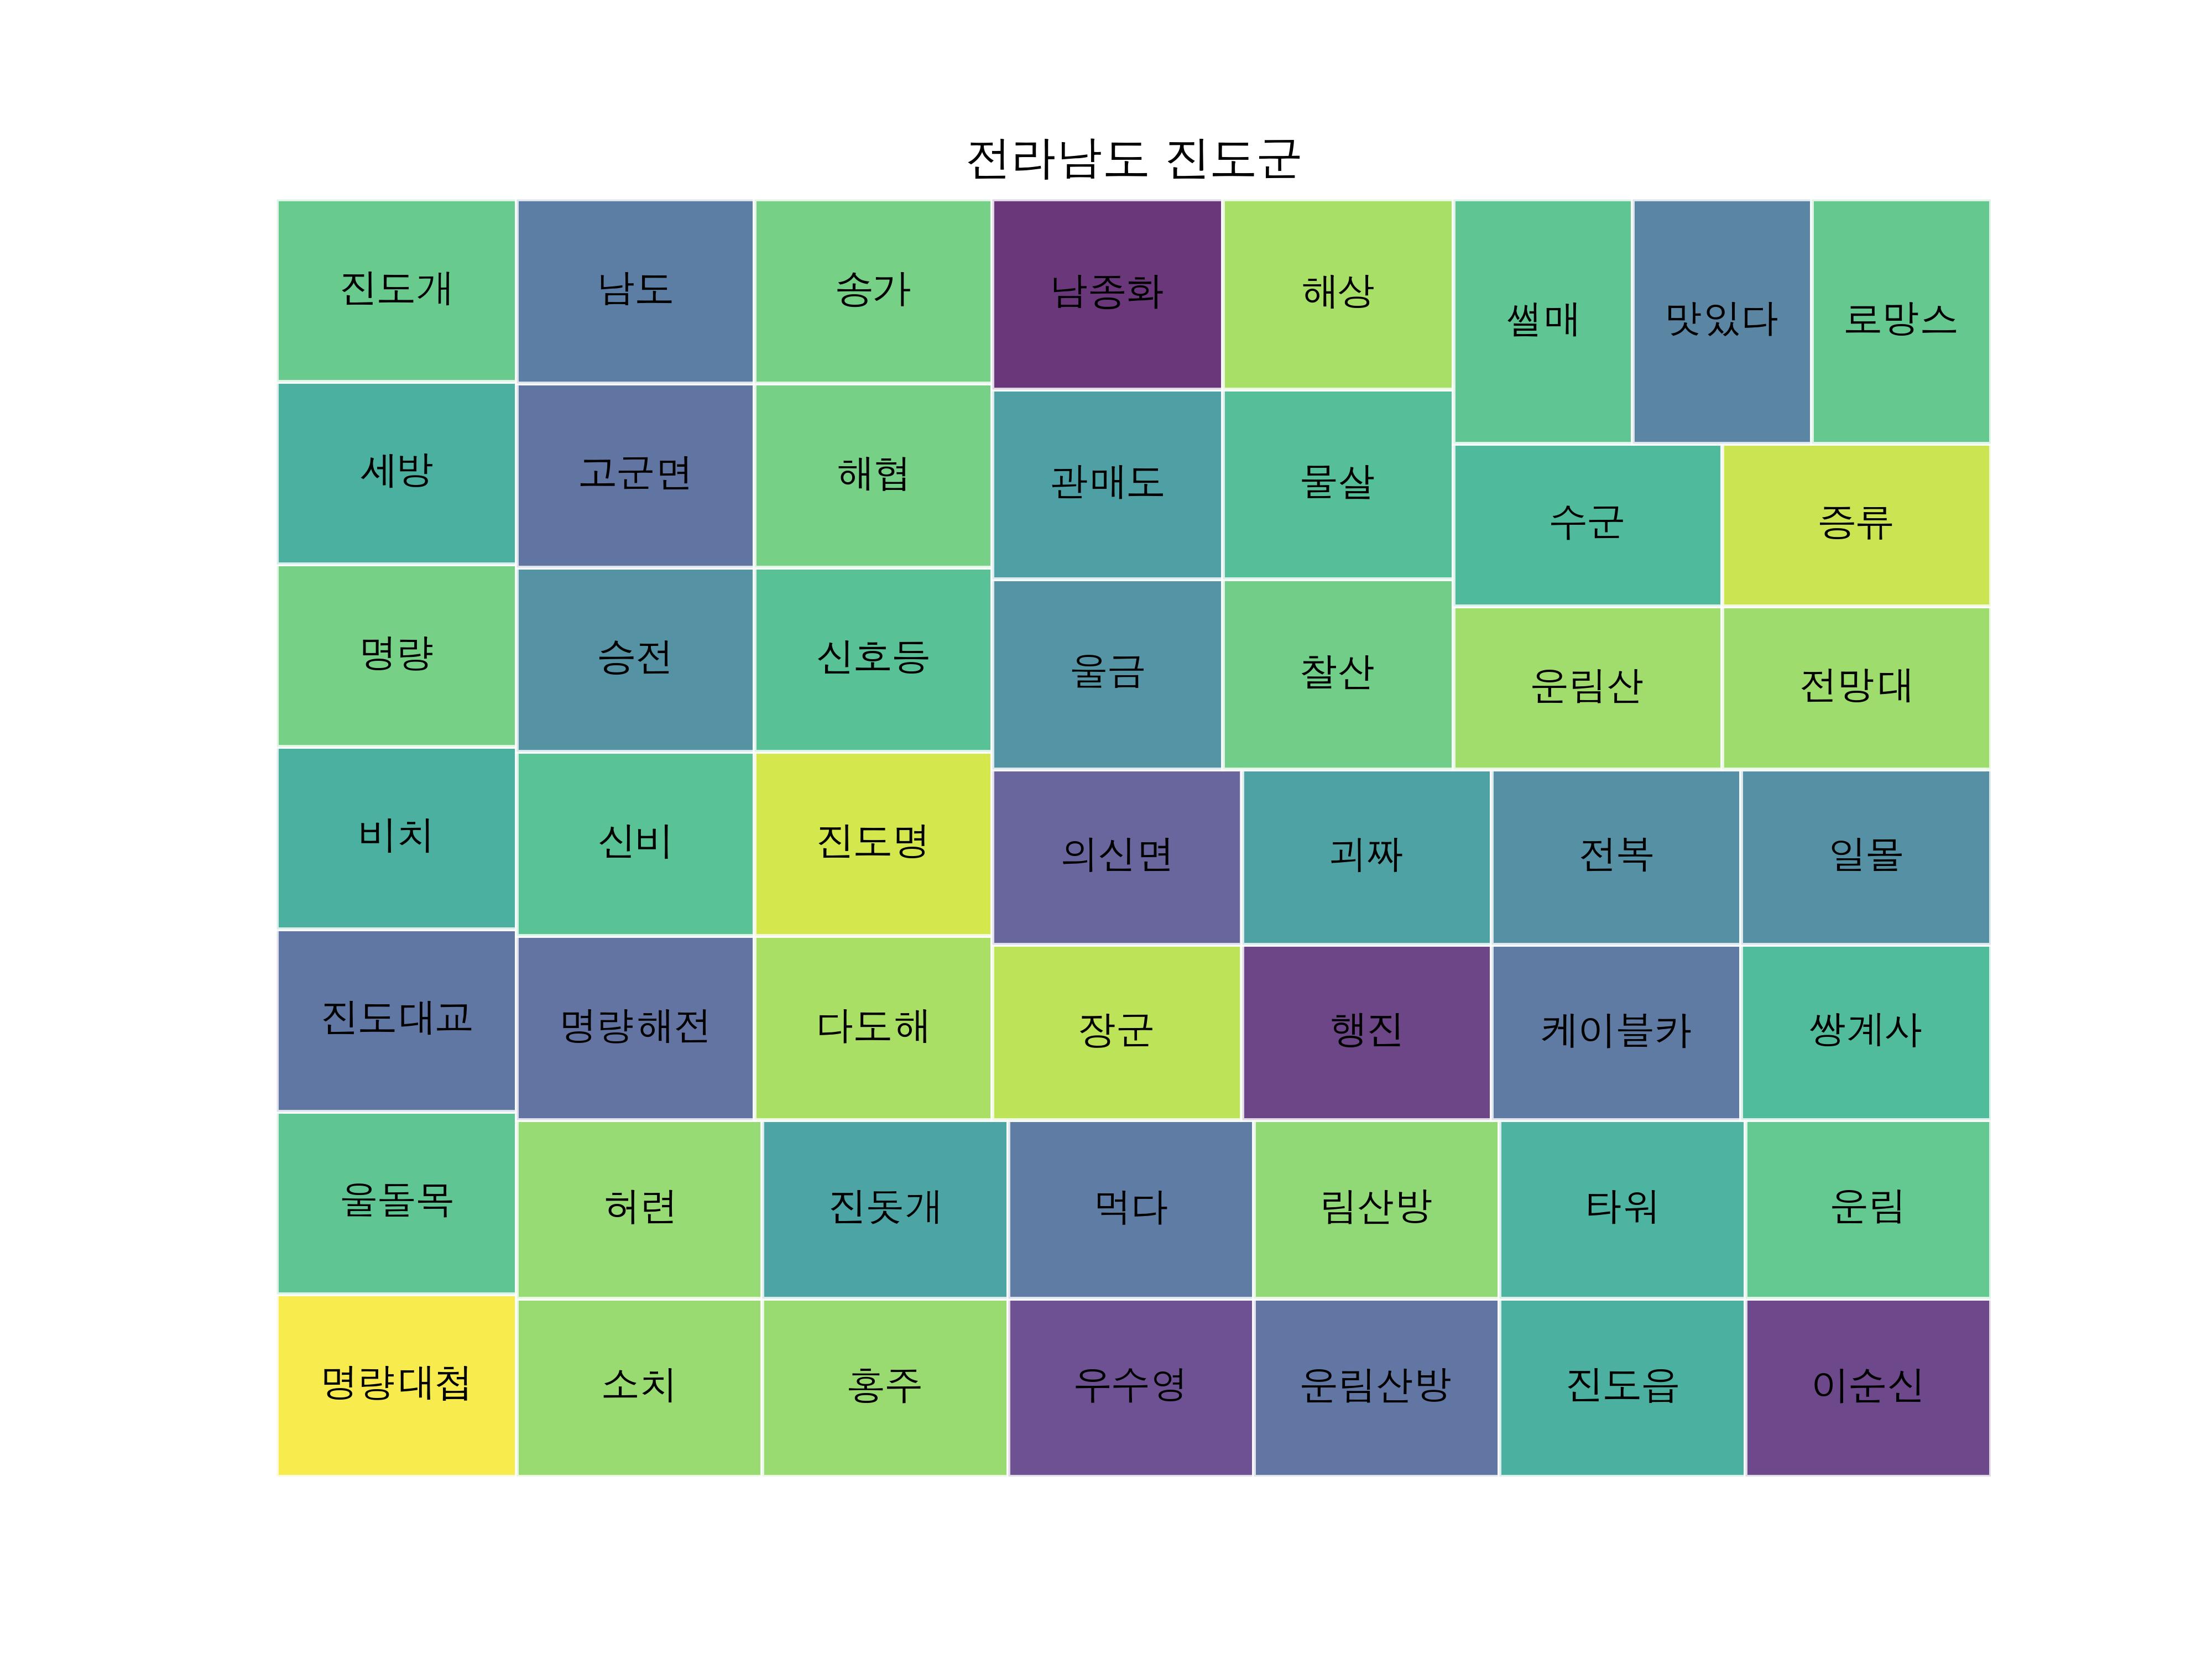 전라남도 진도군
진도개 남도 송가 남종화 해상 썰매 맛있다 로망스
세방 고군면 해협 관매도 물살 수군 증류
명량 승전 신호등 울금 찰산 운림산 전망대
비치 신비 진도명 의신면 괴짜 전복 일몰
진도대교 명량해전 다도해 장군 행진 케이블카 쌍계사
울돌목 허련 진돗개 먹다 림산방 타워 운림
명량대첩 소치 홍주 우수영 운림산방 진도읍 이순신